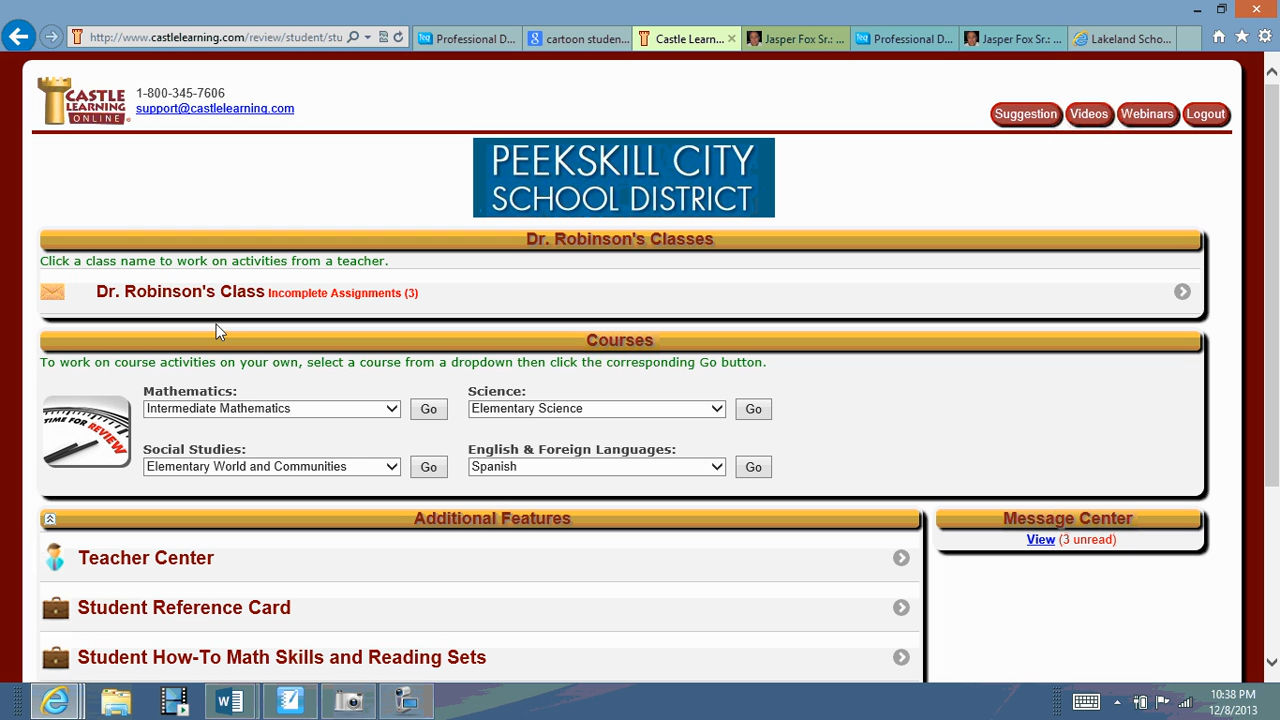 http://www.castlelearning.com/review/student/stu
Professional D...
cartoon studen...
Castle Learn...
Jasper Fox Sr.: ...
Professional D...
Jasper Fox Sr.: ...
Lakeland Scho...
CASTLE
LEARNING
ONLINE
1-800-345-7606
support@castlelearning.com
Suggestion
Videos
Webinars
Logout
PEEKSKILL CITY
SCHOOL DISTRICT
Dr. Robinson's Classes
Click a class name to work on activities from a teacher.
Dr. Robinson's Class Incomplete Assignments (3)
Courses
To work on course activities on your own, select a course from a dropdown then click the corresponding Go button.
TIME FOR REVIEW
Mathematics:
Intermediate Mathematics
Go
Science:
Elementary Science
Go
Social Studies:
Elementary World and Communities
Go
English & Foreign Languages:
Spanish
Go
Additional Features
Teacher Center
Student Reference Card
Student How-To Math Skills and Reading Sets
Message Center
View (3 unread)
10:38 PM
12/8/2013